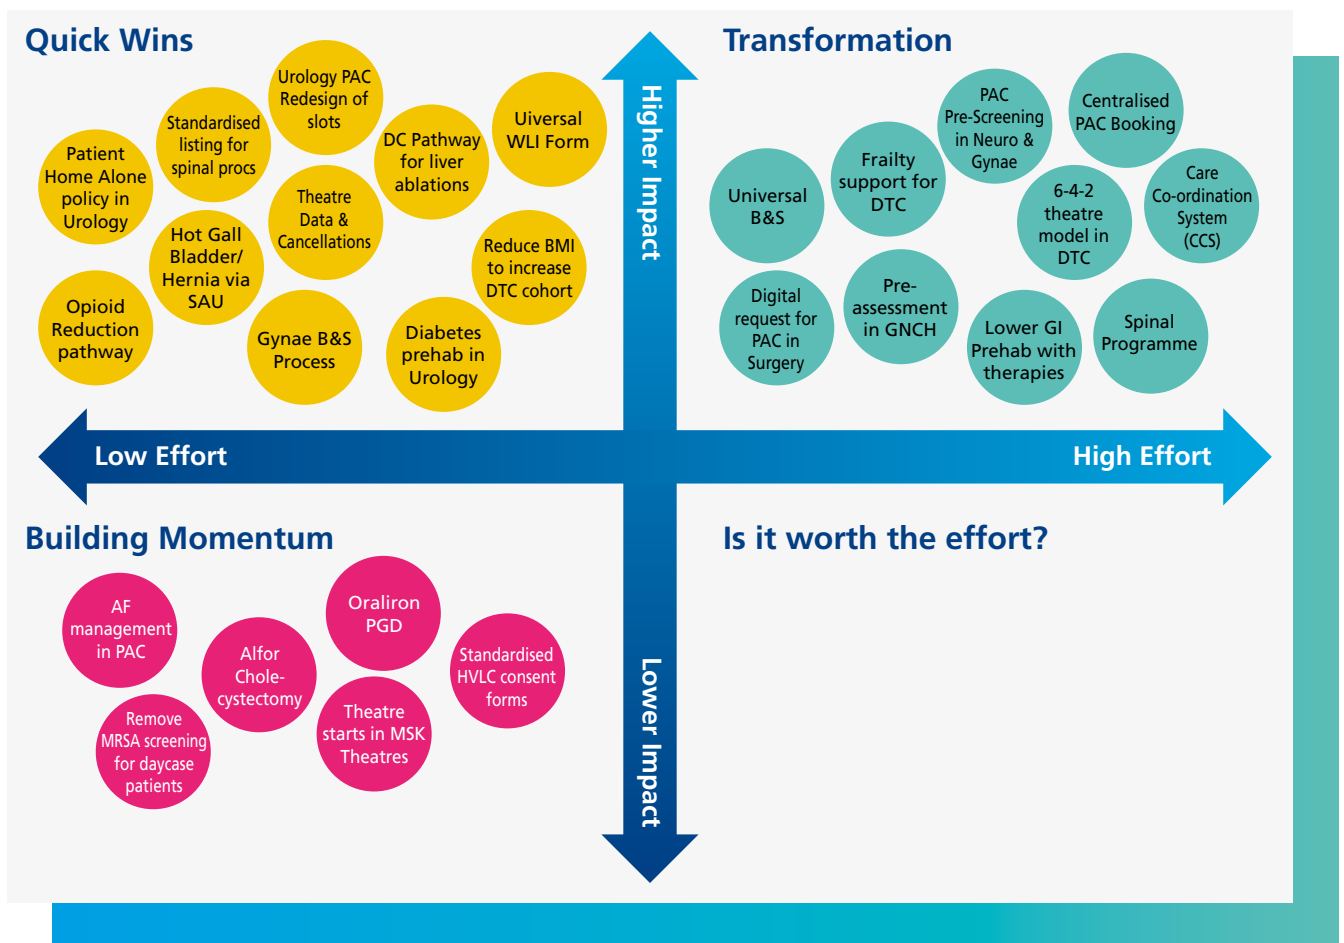 Quick Wins
Urology PAC
Redesign of
slots
Uiversal
WLI Form
Standardised
listing for
spinal procs
DC Pathway
for liver
ablations
Patient
Home Alone
policy in
Urology
Theatre
Data &
Cancellations
Hot Gall
Bladder/
Hernia via
SAU
Reduce BMI
to increase
DTC cohort
Opioid
Reduction
pathway
Gynae B&S
Process
Diabetes
prehab in
Urology
Higher Impact
Transformation
PAC
Pre-Screening
in Neuro &
Gynae
Centralised
PAC Booking
Frailty
support for
DTC
Universal
B&S
6-4-2
theatre
model in
DTC
Care
Co-ordination
System
(CCS)
Digital
request for
PAC in
Surgery
Pre-
assessment
in GNCH
Lower GI
Prehab with
therapies
Spinal
Programme
Low Effort
High Effort
Building Momentum
AF
management
in PAC
Alfor
Chole-
cystectomy
Oraliron
PGD
Standardised
HVLC consent
forms
Remove
MRSA screening
for daycase
patients
Theatre
starts in MSK
Theatres
Lower Impact
Is it worth the effort?